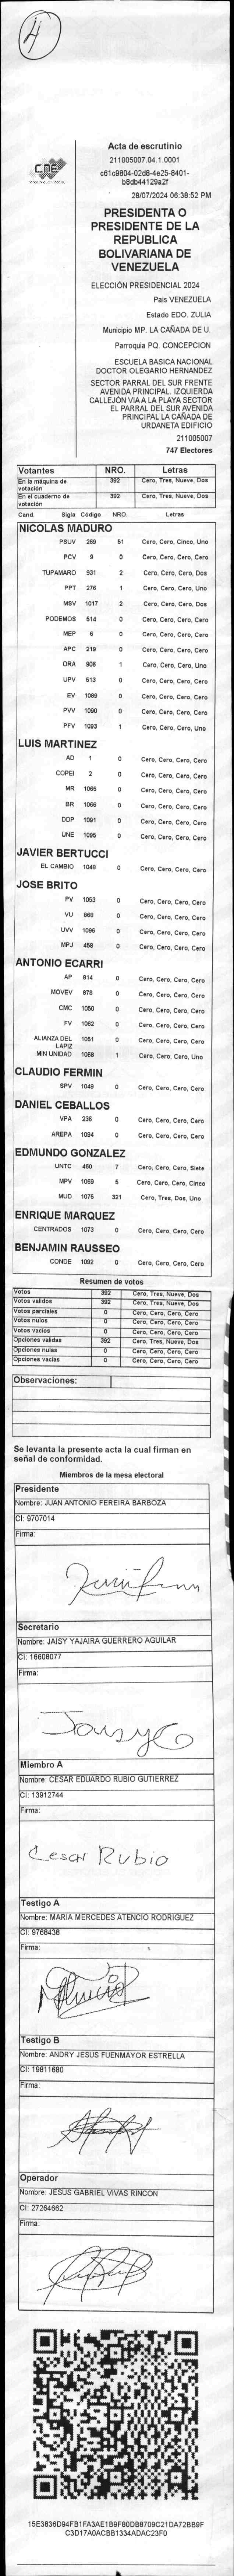 4
CNE
Acta de escrutinio
211005007.04.1.0001
c61c9804-02d8-4e25-8401-
b8db44129a2f
28/07/2024 06:38:52 PM
PRESIDENTA O
PRESIDENTE DE LA
REPUBLICA
BOLIVARIANA DE
VENEZUELA
ELECCIÓN PRESIDENCIAL 2024
País VENEZUELA
Estado EDO. ZULIA
Municipio MP. LA CAÑADA DE U.
Parroquia PQ. CONCEPCION
ESCUELA BASICA NACIONAL
DOCTOR OLEGARIO HERNANDEZ
SECTOR PARRAL DEL SUR FRENTE
AVENIDA PRINCIPAL. IZQUIERDA
CALLEJÓN VIA A LA PLAYA SECTOR
EL PARRAL DEL SUR AVENIDA
PRINCIPAL LA CAÑADA DE
URDANETA EDIFICIO
211005007
747 Electores
Votantes NRO. Letras
En la máquina de votación 392 Cero, Tres, Nueve, Dos
En el cuaderno de votación 392 Cero, Tres, Nueve, Dos
Cand. Sigla Código NRO. Letras
NICOLAS MADURO
PSUV 269 51 Cero, Cero, Cinco, Uno
PCV 9 0 Cero, Cero, Cero, Cero
TUPAMARO 931 2 Cero, Cero, Cero, Dos
PPT 276 1 Cero, Cero, Cero, Uno
MSV 1017 2 Cero, Cero, Cero, Dos
PODEMOS 514 0 Cero, Cero, Cero, Cero
MEP 6 0 Cero, Cero, Cero, Cero
APC 219 0 Cero, Cero, Cero, Cero
ORA 906 1 Cero, Cero, Cero, Uno
UPV 513 0 Cero, Cero, Cero, Cero
EV 1089 0 Cero, Cero, Cero, Cero
PVV 1090 0 Cero, Cero, Cero, Cero
PFV 1093 1 Cero, Cero, Cero, Uno
LUIS MARTINEZ
AD 1 0 Cero, Cero, Cero, Cero
COPEI 2 0 Cero, Cero, Cero, Cero
MR 1065 0 Cero, Cero, Cero, Cero
BR 1066 0 Cero, Cero, Cero, Cero
DDP 1091 0 Cero, Cero, Cero, Cero
UNE 1095 0 Cero, Cero, Cero, Cero
JAVIER BERTUCCI
EL CAMBIO 1048 0 Cero, Cero, Cero, Cero
JOSE BRITO
PV 1053 0 Cero, Cero, Cero, Cero
VU 868 0 Cero, Cero, Cero, Cero
UVV 1096 0 Cero, Cero, Cero, Cero
MPJ 458 0 Cero, Cero, Cero, Cero
ANTONIO ECARRI
AP 814 0 Cero, Cero, Cero, Cero
MOVEV 878 0 Cero, Cero, Cero, Cero
CMC 1050 0 Cero, Cero, Cero, Cero
FV 1062 0 Cero, Cero, Cero, Cero
ALIANZA DEL LAPIZ 1051 0 Cero, Cero, Cero, Cero
MIN UNIDAD 1068 1 Cero, Cero, Cero, Uno
CLAUDIO FERMIN
SPV 1049 0 Cero, Cero, Cero, Cero
DANIEL CEBALLOS
VPA 236 0 Cero, Cero, Cero, Cero
AREPA 1094 0 Cero, Cero, Cero, Cero
EDMUNDO GONZALEZ
UNTC 460 7 Cero, Cero, Cero, Siete
MPV 1069 5 Cero, Cero, Cero, Cinco
MUD 1075 321 Cero, Tres, Dos, Uno
ENRIQUE MARQUEZ
CENTRADOS 1073 0 Cero, Cero, Cero, Cero
BENJAMIN RAUSSEO
CONDE 1092 0 Cero, Cero, Cero, Cero
Resumen de votos
Votos 392 Cero, Tres, Nueve, Dos
Votos validos 392 Cero, Tres, Nueve, Dos
Votos parciales 0 Cero, Cero, Cero, Cero
Votos nulos 0 Cero, Cero, Cero, Cero
Votos vacios 0 Cero, Cero, Cero, Cero
Opciones validas 392 Cero, Tres, Nueve, Dos
Opciones nulas 0 Cero, Cero, Cero, Cero
Opciones vacias 0 Cero, Cero, Cero, Cero
Observaciones:
Se levanta la presente acta la cual firman en
señal de conformidad.
Miembros de la mesa electoral
Presidente
Nombre: JUAN ANTONIO FEREIRA BARBOZA
CI: 9707014
Firma:
Secretario
Nombre: JAISY YAJAIRA GUERRERO AGUILAR
CI: 16608077
Firma:
Miembro A
Nombre: CESAR EDUARDO RUBIO GUTIERREZ
CI: 13912744
Firma:
Cesar Rubio
Testigo A
Nombre: MARIA MERCEDES ATENCIO RODRIGUEZ
CI: 9768438
Firma:
Testigo B
Nombre: ANDRY JESUS FUENMAYOR ESTRELLA
CI: 19811680
Firma:
Operador
Nombre: JESUS GABRIEL VIVAS RINCON
CI: 27264662
Firma:
15E3836D94FB1FA3AE1B9F80DB8709C21DA72BB9F
C3D17A0ACBB1334ADAC23F0